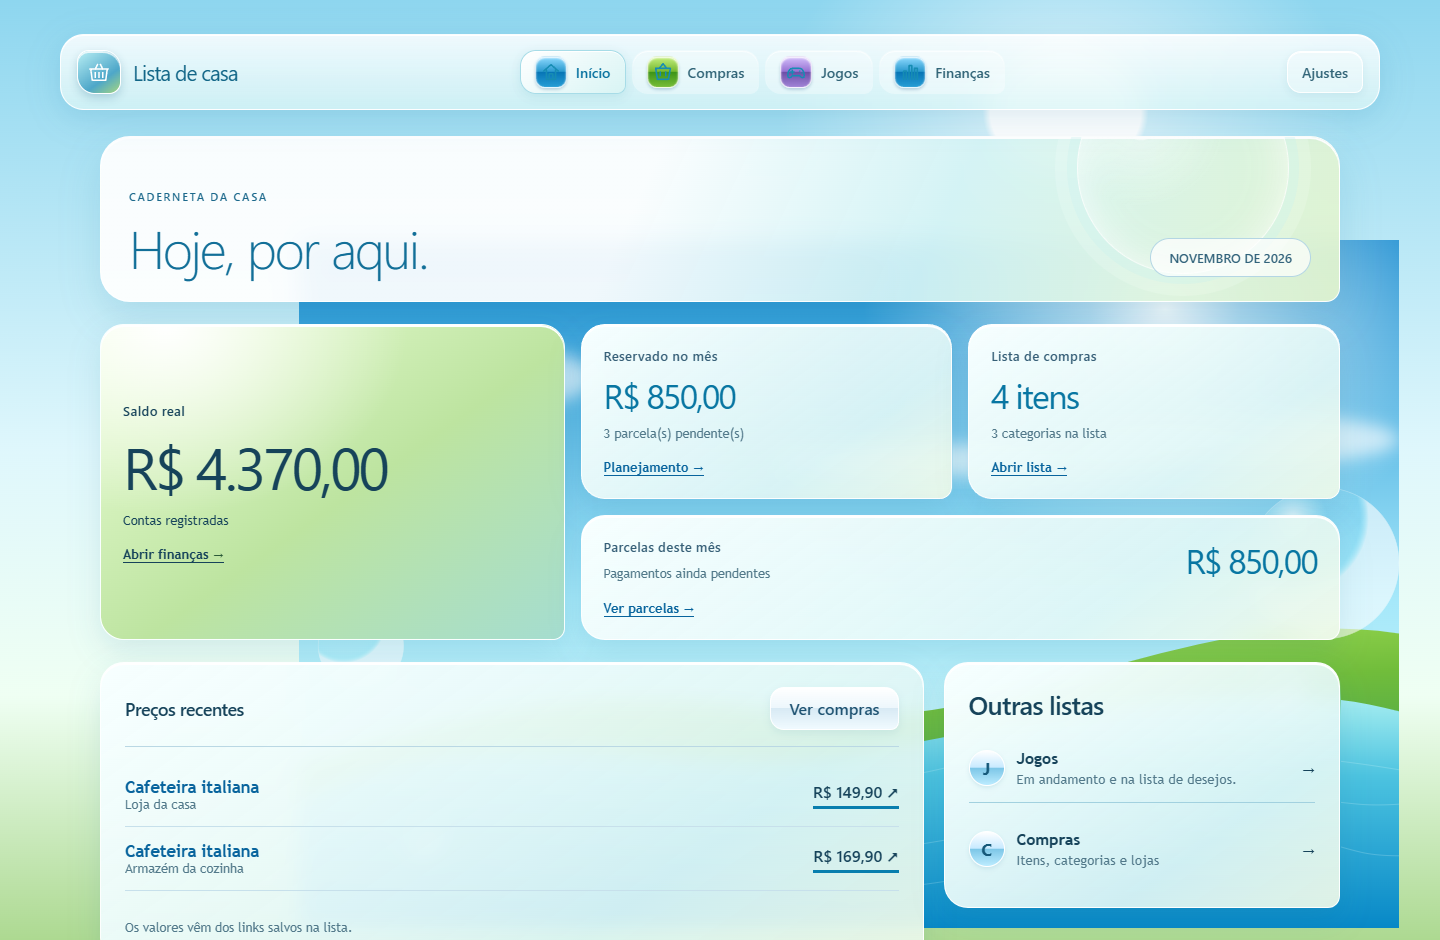 Lista de casa
Início
Compras
Jogos
Finanças
Ajustes
CADERNETA DA CASA
Hoje, por aqui.
NOVEMBRO DE 2026
Saldo real
R$ 4.370,00
Contas registradas
Abrir finanças →
Reservado no mês
R$ 850,00
3 parcela(s) pendente(s)
Planejamento →
Lista de compras
4 itens
3 categorias na lista
Abrir lista →
Parcelas deste mês
Pagamentos ainda pendentes
Ver parcelas →
R$ 850,00
Preços recentes
Ver compras
Cafeteira italiana
Loja da casa
R$ 149,90 ↗
Cafeteira italiana
Armazém da cozinha
R$ 169,90 ↗
Os valores vêm dos links salvos na lista.
Outras listas
J
Jogos
Em andamento e na lista de desejos.
→
C
Compras
Itens, categorias e lojas
→